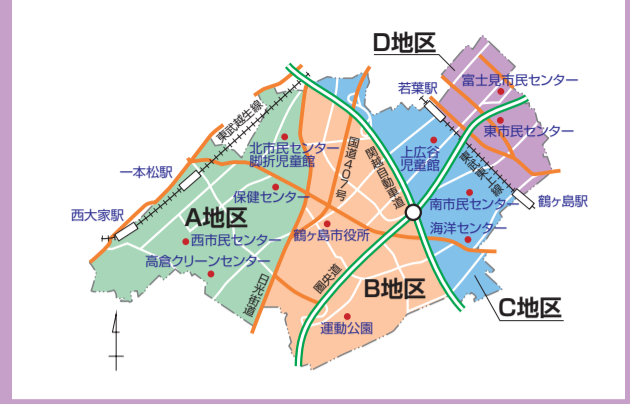 D地区
若葉駅
富士見市民センター
東武越生線
東市民センター
国道407号
関越自動車道
北市民センター
脚折児童館
上広谷
児童館
東武東上線
一本松駅
保健センター
南市民センター
鶴ヶ島駅
西大家駅
A地区
鶴ヶ島市役所
海洋センター
西市民センター
高倉クリーンセンター
日光街道
圏央道
B地区
C地区
運動公園